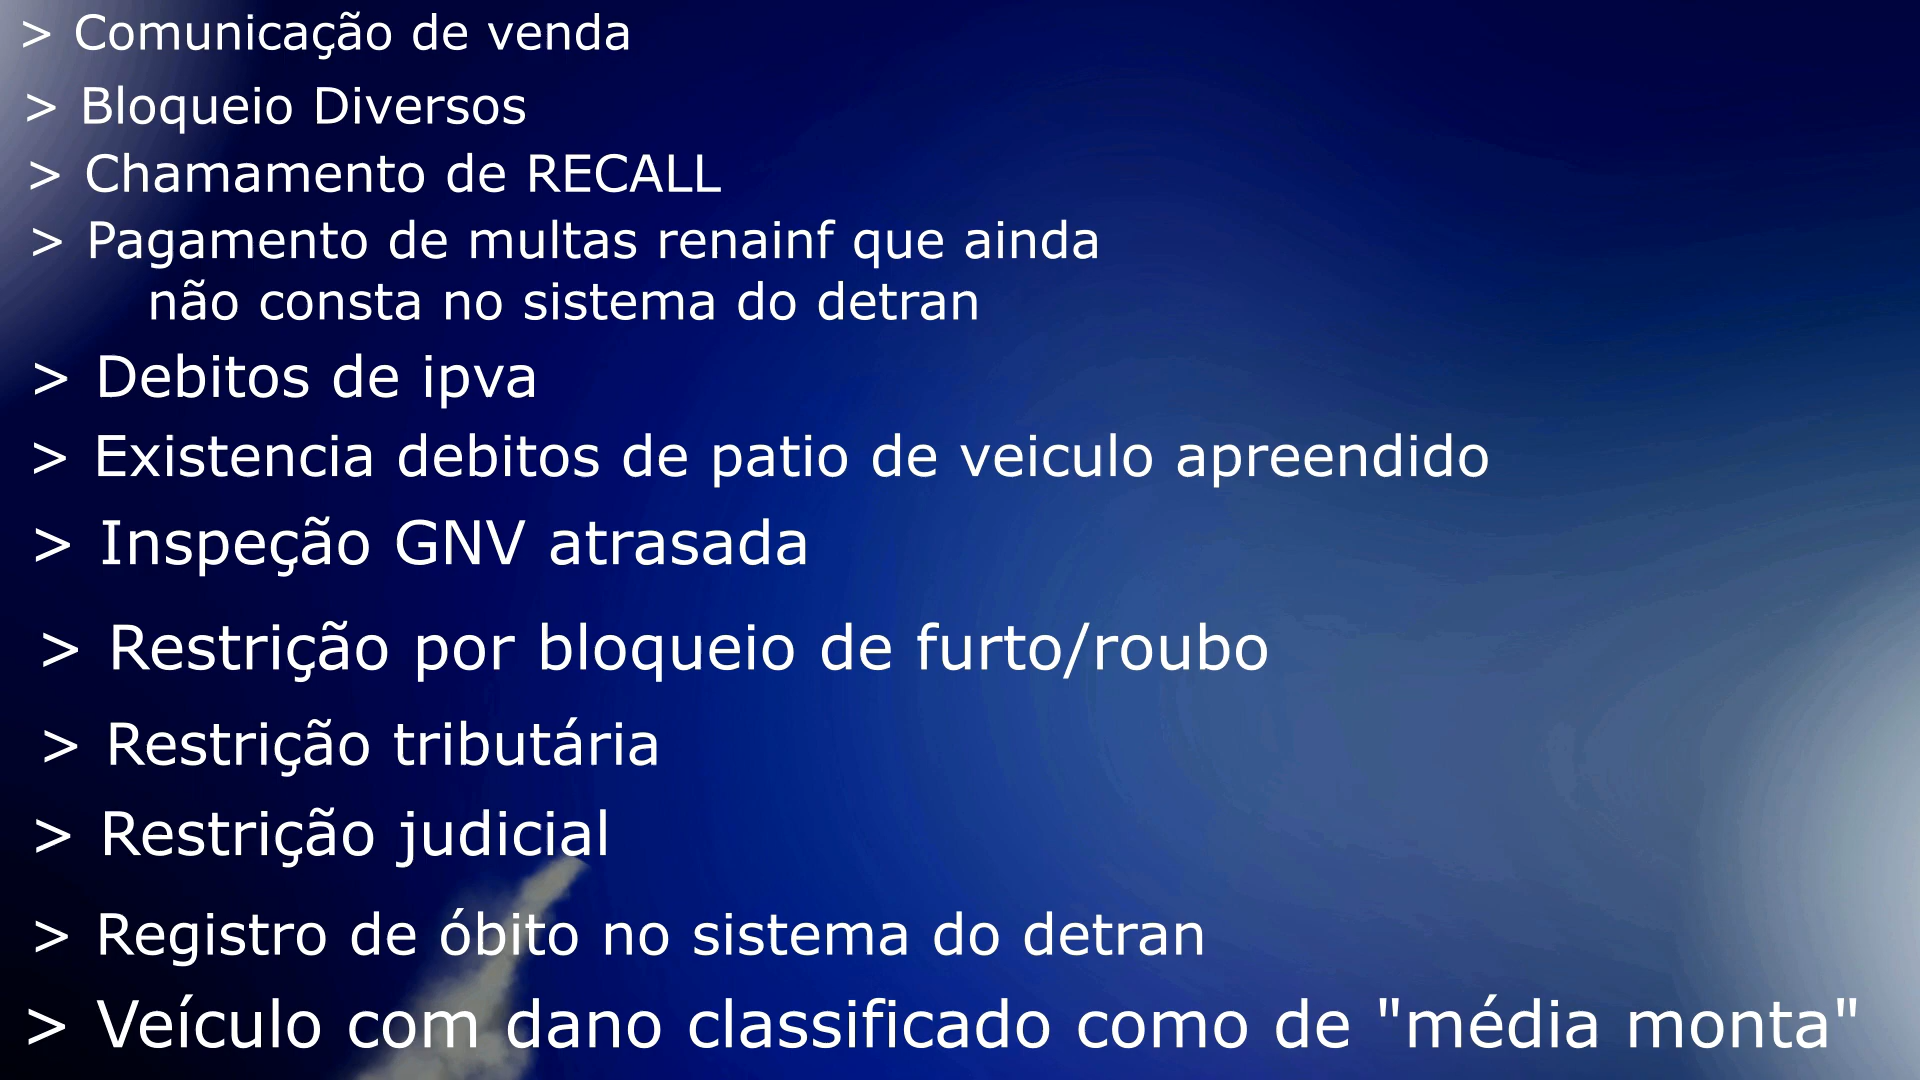 > Comunicação de venda
> Bloqueio Diversos
> Chamamento de RECALL
> Pagamento de multas renainf que ainda
não consta no sistema do detran
> Debitos de ipva
> Existencia debitos de patio de veiculo apreendido
> Inspeção GNV atrasada
> Restrição por bloqueio de furto/roubo
> Restrição tributária
> Restrição judicial
> Registro de óbito no sistema do detran
> Veículo com dano classificado como de "média monta"